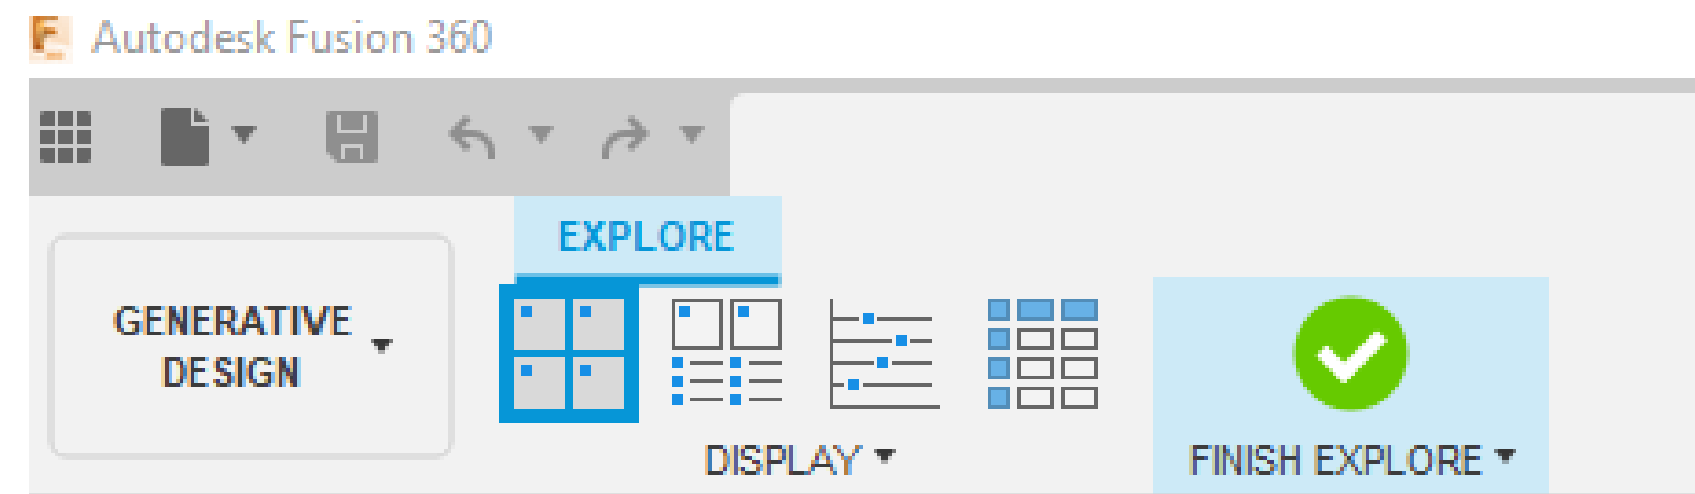 Autodesk Fusion 360
EXPLORE
GENERATIVE
DESIGN
DISPLAY
FINISH EXPLORE